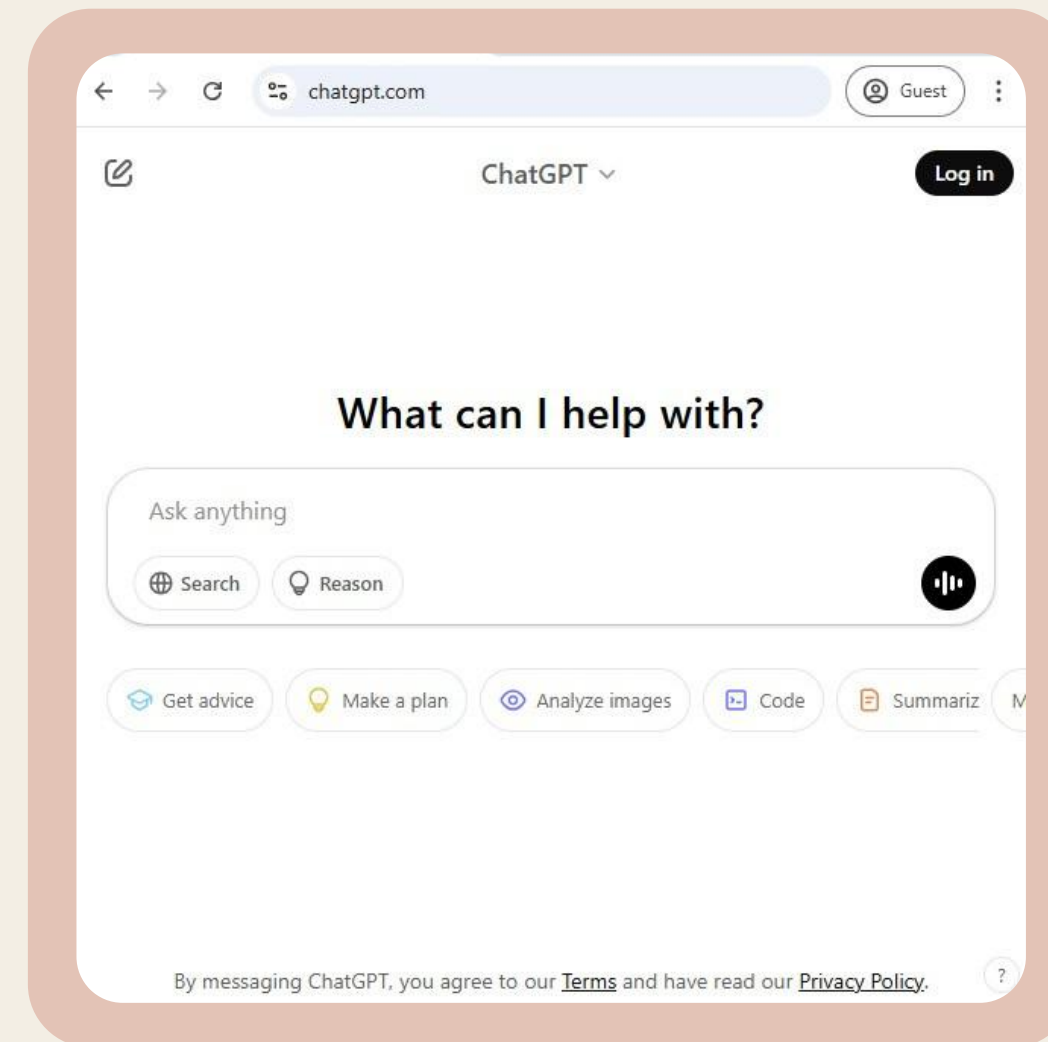 chatgpt.com Guest
ChatGPT Log in
What can I help with?
Ask anything
Search Reason
Get advice Make a plan Analyze images Code Summariz M
By messaging ChatGPT, you agree to our Terms and have read our Privacy Policy. ?